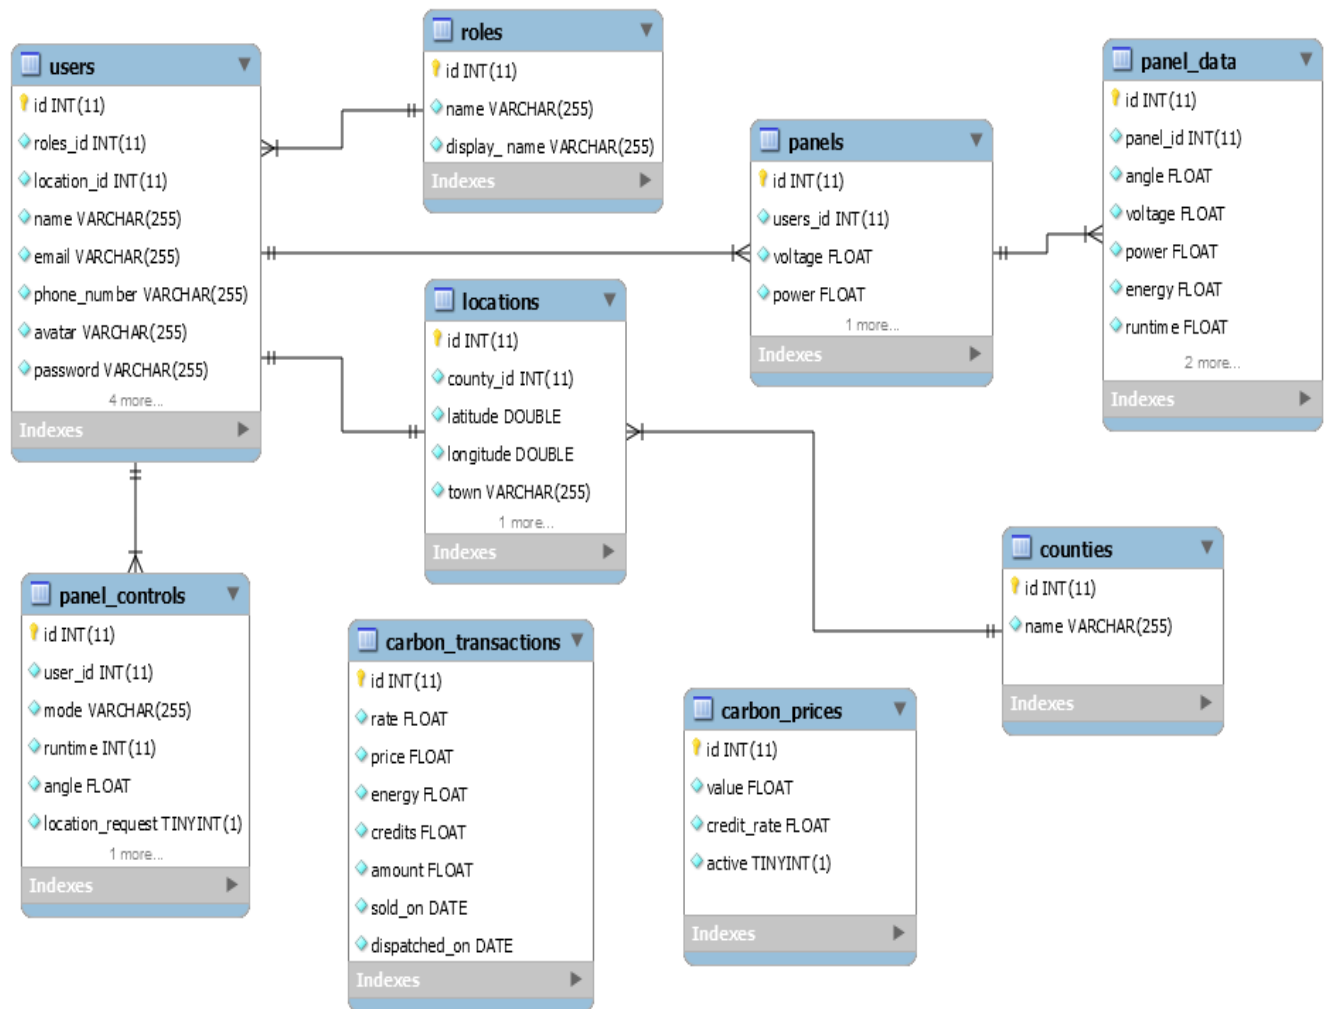 users
id INT(11)
roles_id INT(11)
location_id INT(11)
name VARCHAR(255)
email VARCHAR(255)
phone_number VARCHAR(255)
avatar VARCHAR(255)
password VARCHAR(255)
4 more...
Indexes
roles
id INT(11)
name VARCHAR(255)
display_ name VARCHAR(255)
Indexes
panels
id INT(11)
users_id INT(11)
voltage FLOAT
power FLOAT
1 more...
Indexes
panel_data
id INT(11)
panel_id INT(11)
angle FLOAT
voltage FLOAT
power FLOAT
energy FLOAT
runtime FLOAT
2 more...
Indexes
locations
id INT(11)
county_id INT(11)
latitude DOUBLE
longitude DOUBLE
town VARCHAR(255)
1 more...
Indexes
counties
id INT(11)
name VARCHAR(255)
Indexes
panel_controls
id INT(11)
user_id INT(11)
mode VARCHAR(255)
runtime INT(11)
angle FLOAT
location_request TINYINT(1)
1 more...
Indexes
carbon_transactions
id INT(11)
rate FLOAT
price FLOAT
energy FLOAT
credits FLOAT
amount FLOAT
sold_on DATE
dispatched_on DATE
Indexes
carbon_prices
id INT(11)
value FLOAT
credit_rate FLOAT
active TINYINT(1)
Indexes